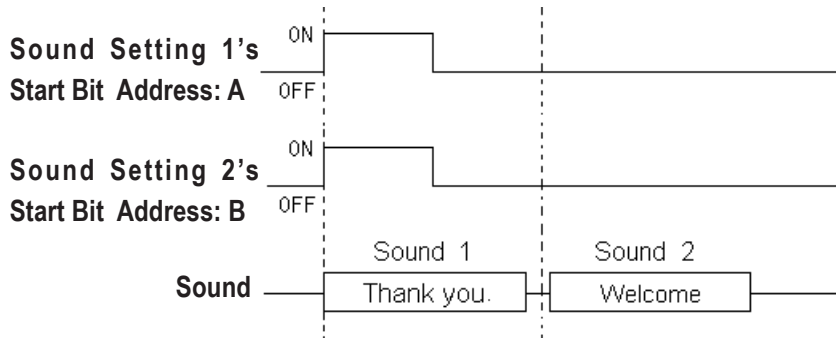 ON
Sound Setting 1's
Start Bit Address: A
OFF
ON
Sound Setting 2's
Start Bit Address: B
OFF
Sound 1 Sound 2
Sound Thank you. Welcome